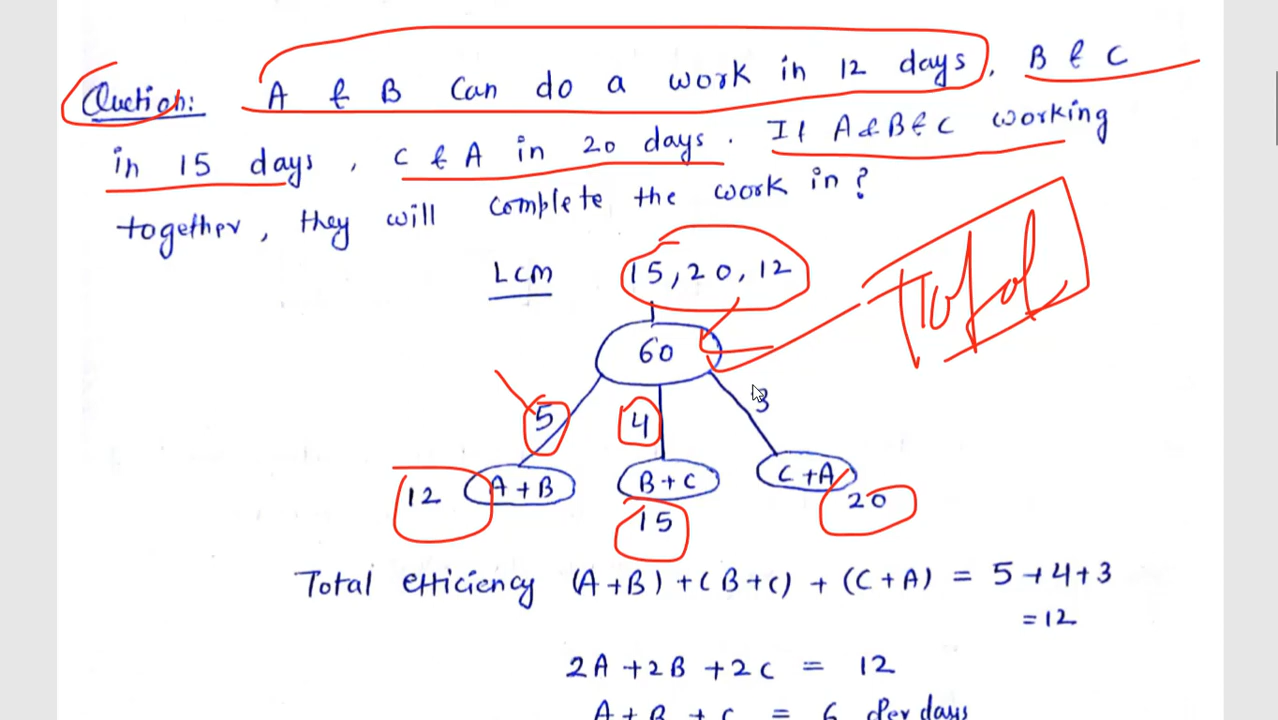 Quction: A & B Can do a work in 12 days, B & C
in 15 days, C & A in 20 days. If A & B & C working
together, they will complete the work in?
Lcm 15,20,12
Total
60
5 4 3
12 A+B B+C C+A 20
15
Total efficiency (A+B)+(B+c)+(C+A) = 5+4+3
=12
2A+2B+2C = 12
A+B+C = 6 Per days